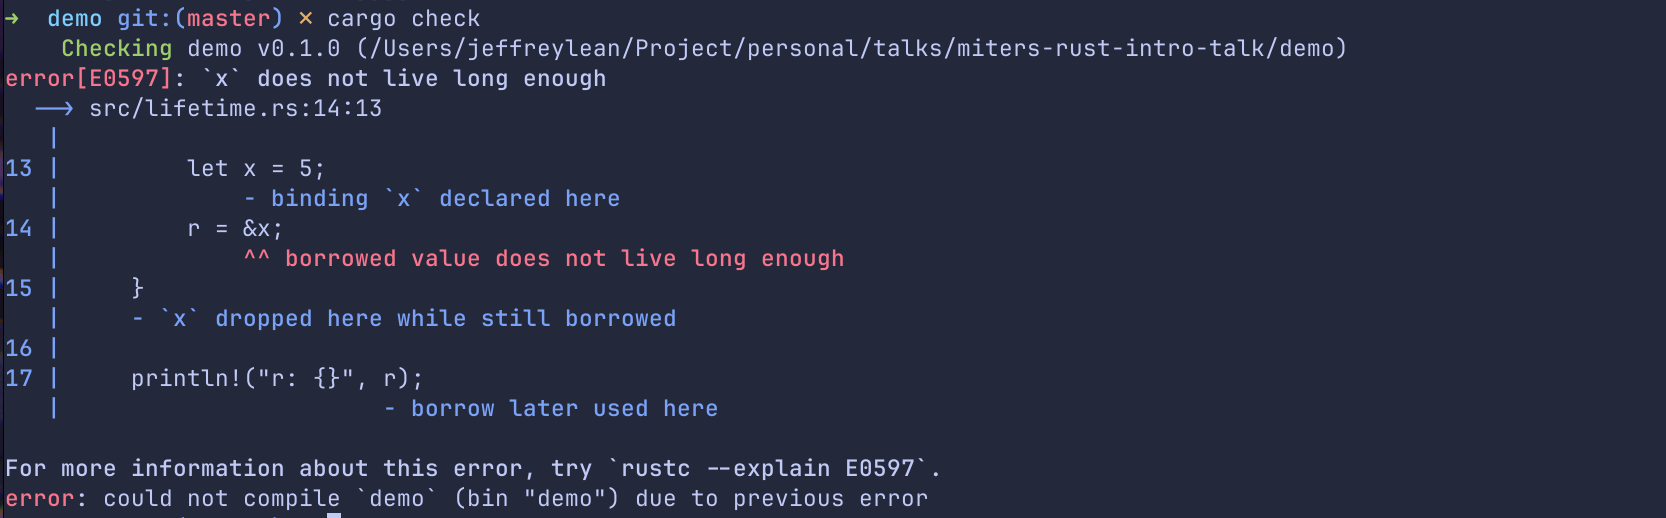 ➜  demo git:(master) ✗ cargo check
    Checking demo v0.1.0 (/Users/jeffreylean/Project/personal/talks/miters-rust-intro-talk/demo)
error[E0597]: `x` does not live long enough
  --> src/lifetime.rs:14:13
   |
13 |         let x = 5;
   |             - binding `x` declared here
14 |         r = &x;
   |             ^^ borrowed value does not live long enough
15 |     }
   |     - `x` dropped here while still borrowed
16 |
17 |     println!("r: {}", r);
   |                       - borrow later used here

For more information about this error, try `rustc --explain E0597`.
error: could not compile `demo` (bin "demo") due to previous error